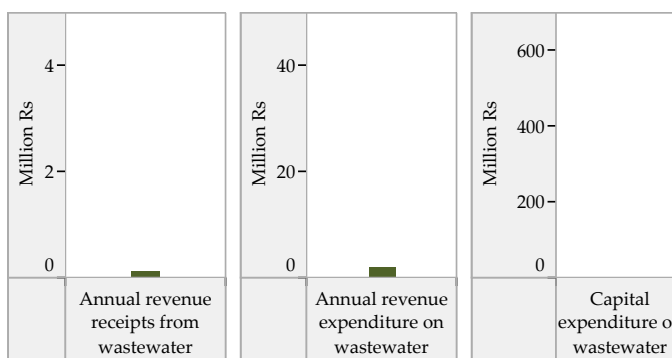 Million Rs
4
2
0
Annual revenue
receipts from
wastewater
Million Rs
40
20
0
Annual revenue
expenditure on
wastewater
Million Rs
600
400
200
0
Capital
expenditure o
wastewater